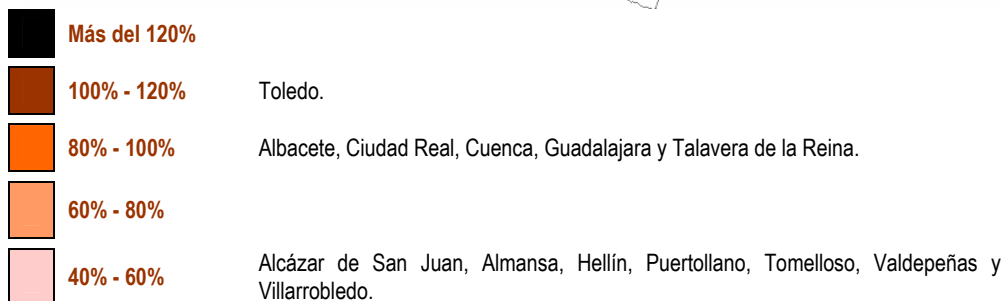 Más del 120%
100% - 120% Toledo.
80% - 100% Albacete, Ciudad Real, Cuenca, Guadalajara y Talavera de la Reina.
60% - 80%
40% - 60% Alcázar de San Juan, Almansa, Hellín, Puertollano, Tomelloso, Valdepeñas y
Villarrobledo.